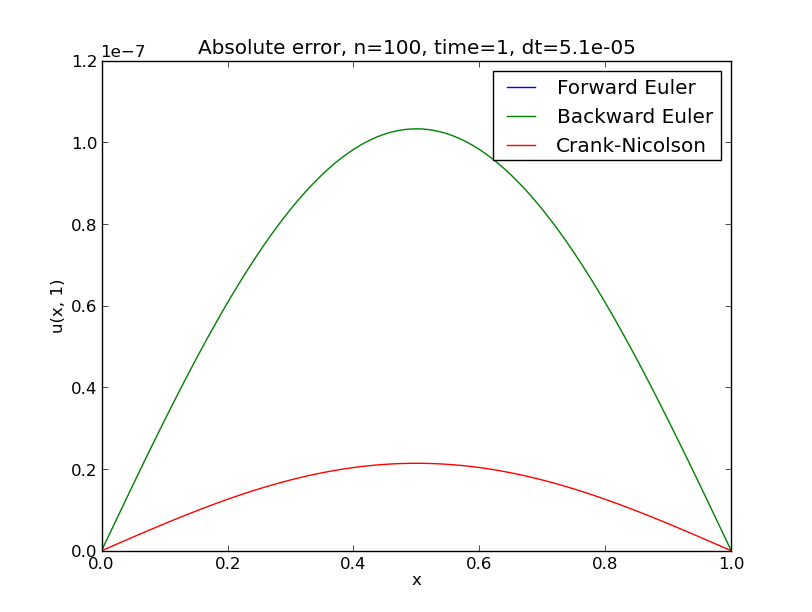 Absolute error, n=100, time=1, dt=5.1e-05
1e−7
1.2
1.0
0.8
0.6
0.4
0.2
0.0
u(x, 1)
Forward Euler
Backward Euler
Crank-Nicolson
0.0 0.2 0.4 0.6 0.8 1.0
x